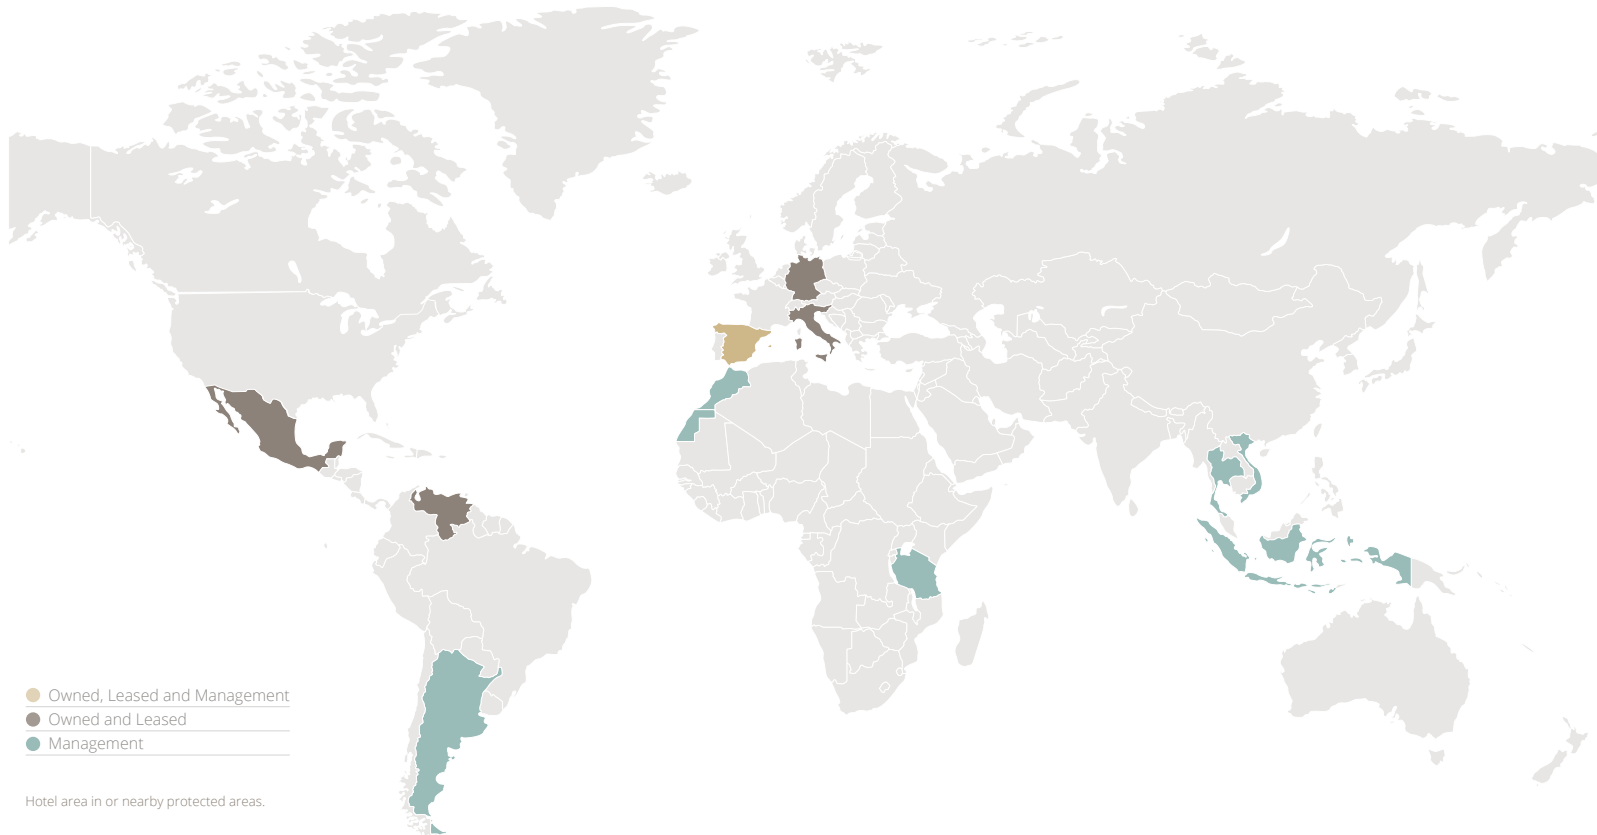 Owned, Leased and Management
Owned and Leased
Management
Hotel area in or nearby protected areas.